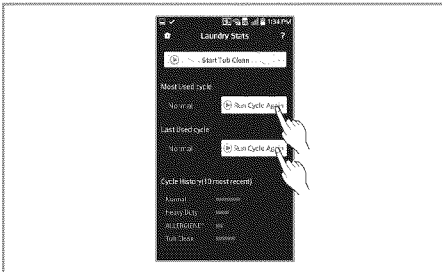 1:34 PM
Laundry Stats ?
Start Tub Clean
Most Used cycle
Normal Run Cycle Again
Last Used cycle
Normal Run Cycle Again
Cycle History(10 most recent)
Normal
Heavy Duty
ALLERGIENE™
Tub Clean